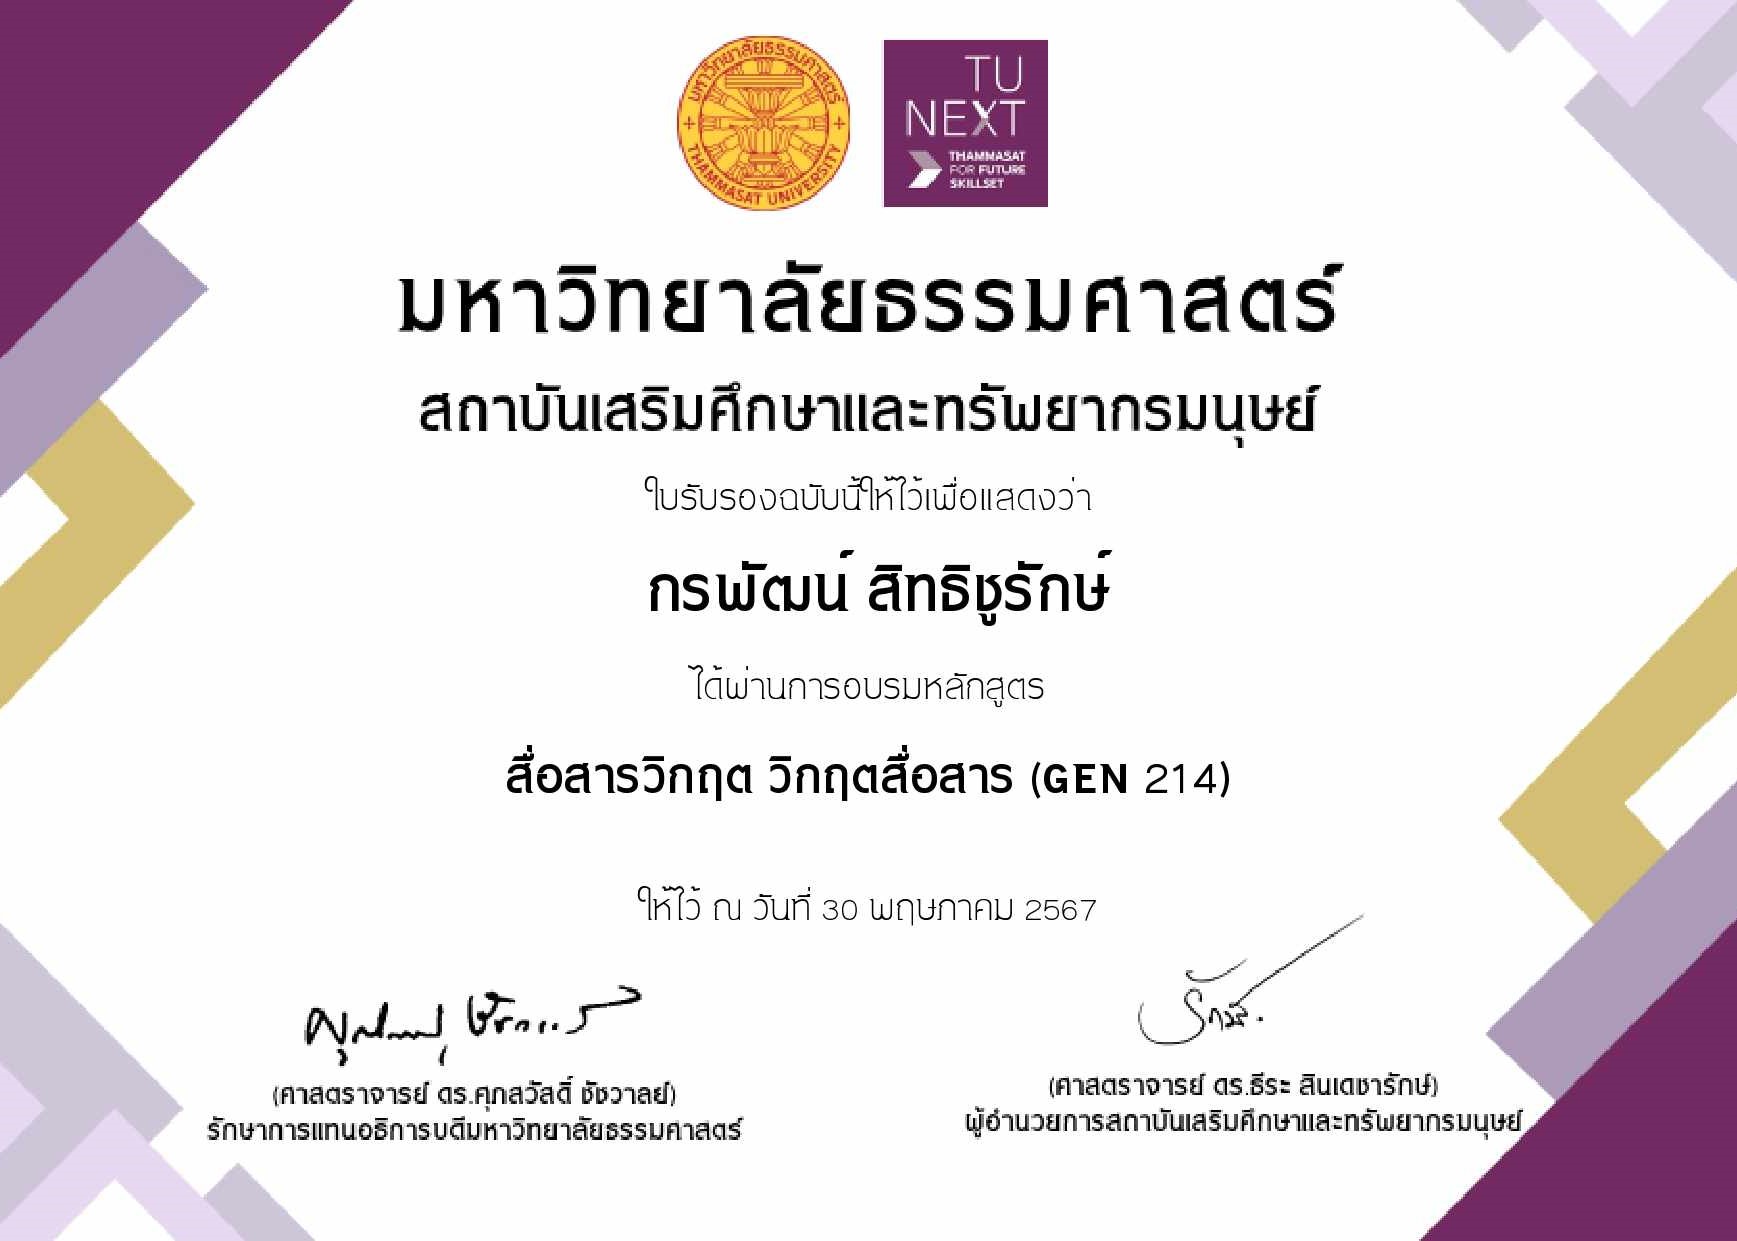 มหาวิทยาลัยธรรมศาสตร์
THAMMASAT UNIVERSITY
TU
NEXT
THAMMASAT
FOR FUTURE
SKILLSET
มหาวิทยาลัยธรรมศาสตร์
สถาบันเสริมศึกษาและทรัพยากรมนุษย์
ใบรับรองฉบับนี้ให้ไว้เพื่อแสดงว่า
กรพัฒน์ สิทธิชูรักษ์
ได้ผ่านการอบรมหลักสูตร
สื่อสารวิกฤต วิกฤตสื่อสาร (GEN 214)
ให้ไว้ ณ วันที่ 30 พฤษภาคม 2567
(ศาสตราจารย์ ดร.ศุภสวัสดิ์ ชัชวาลย์)
รักษาการแทนอธิการบดีมหาวิทยาลัยธรรมศาสตร์
(ศาสตราจารย์ ดร.ธีระ สินเดชารักษ์)
ผู้อำนวยการสถาบันเสริมศึกษาและทรัพยากรมนุษย์